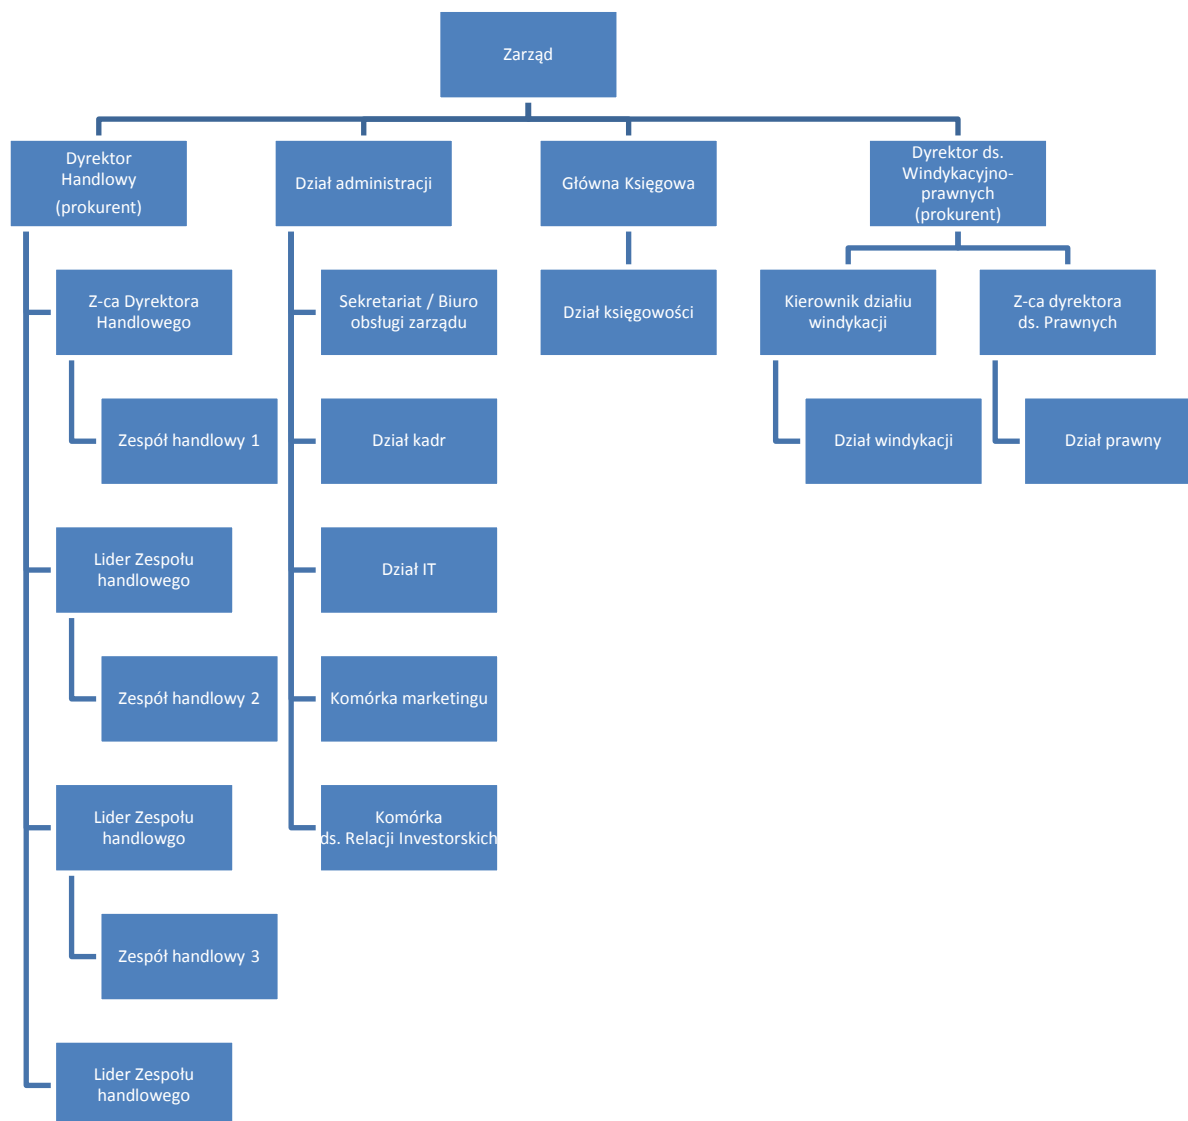 Zarząd
Dyrektor
Handlowy
(prokurent)
Dział administracji
Główna Księgowa
Dyrektor ds.
Windykacyjno-
prawnych
(prokurent)
Z-ca Dyrektora
Handlowego
Sekretariat / Biuro
obsługi zarządu
Dział księgowości
Kierownik działiu
windykacji
Z-ca dyrektora
ds. Prawnych
Zespół handlowy 1
Dział kadr
Dział windykacji
Dział prawny
Lider Zespołu
handlowego
Dział IT
Zespół handlowy 2
Komórka marketingu
Lider Zespołu
handlowgo
Komórka
ds. Relacji Investorskich
Zespół handlowy 3
Lider Zespołu
handlowego